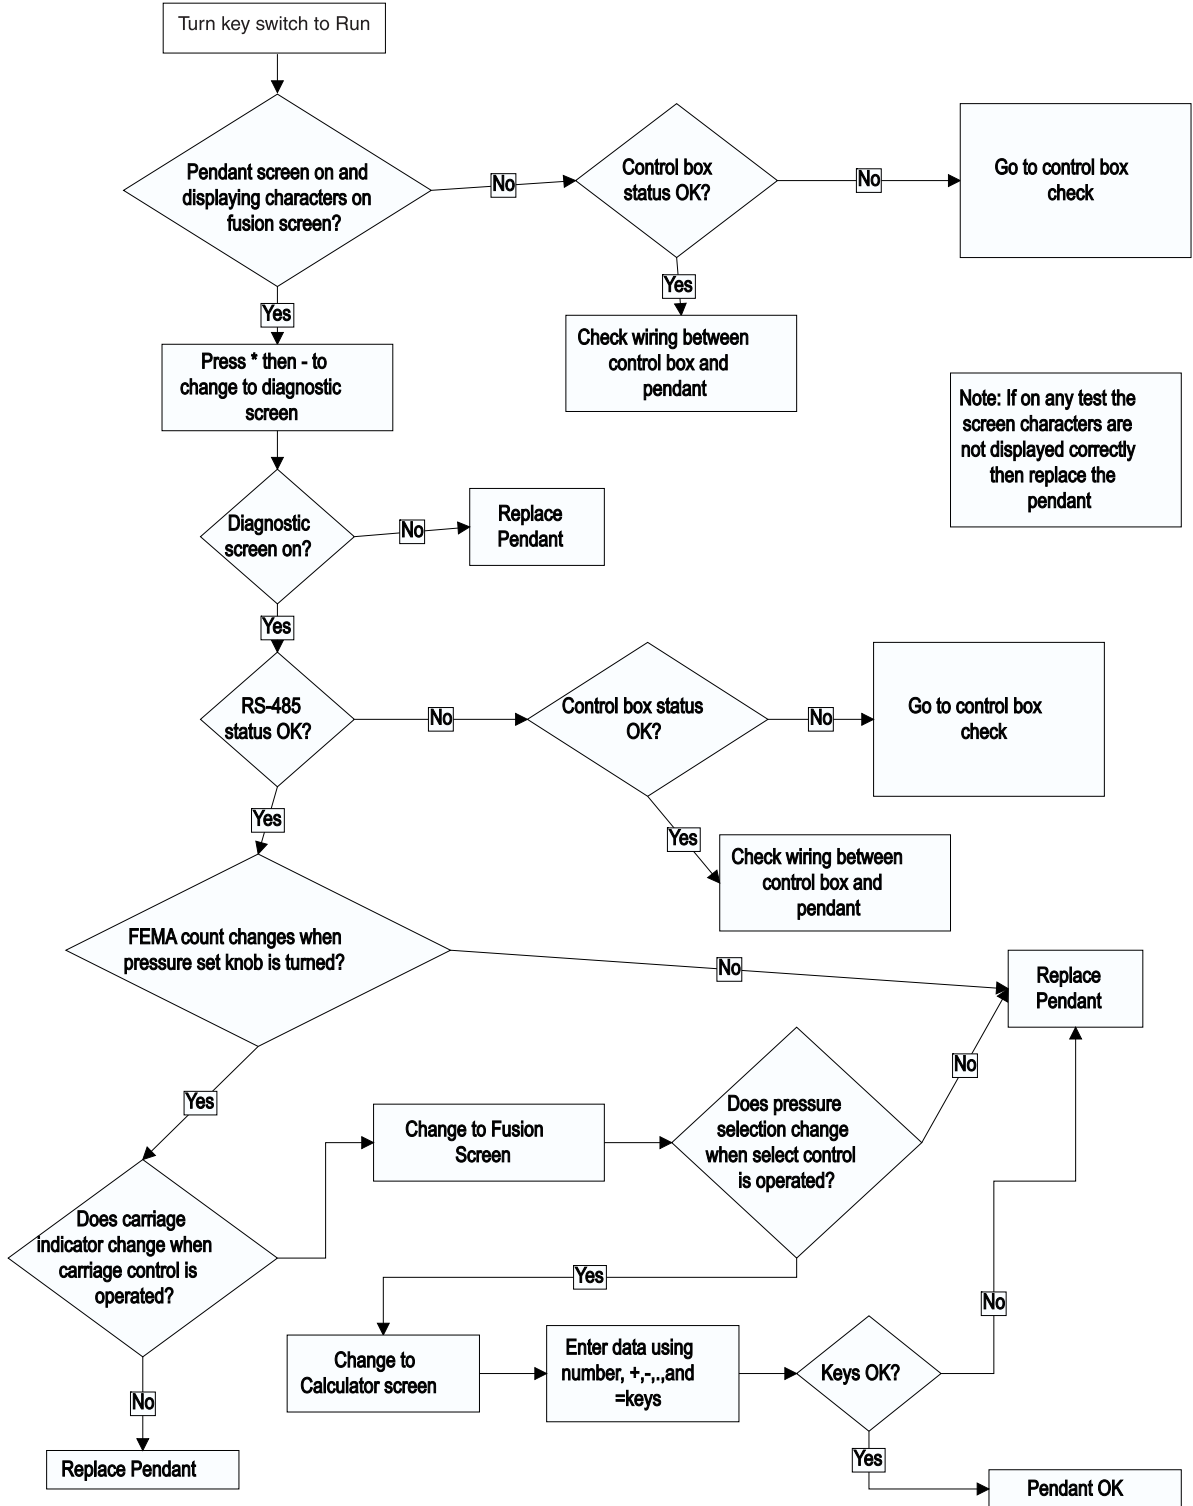 Turn key switch to Run
Pendant screen on and
displaying characters on
fusion screen?
No
Control box
status OK?
No
Go to control box
check
Yes
Yes
Check wiring between
control box and
pendant
Press * then - to
change to diagnostic
screen
Note: If on any test the
screen characters are
not displayed correctly
then replace the
pendant
Diagnostic
screen on?
No
Replace
Pendant
Yes
RS-485
status OK?
No
Control box status
OK?
No
Go to control box
check
Yes
Yes
Check wiring between
control box and
pendant
FEMA count changes when
pressure set knob is turned?
No
Replace
Pendant
Yes
Change to Fusion
Screen
Does pressure
selection change
when select control
is operated?
No
Does carriage
indicator change when
carriage control is
operated?
Yes
No
Change to
Calculator screen
Enter data using
number, +,-,.,and
=keys
Keys OK?
No
Replace Pendant
Yes
Pendant OK